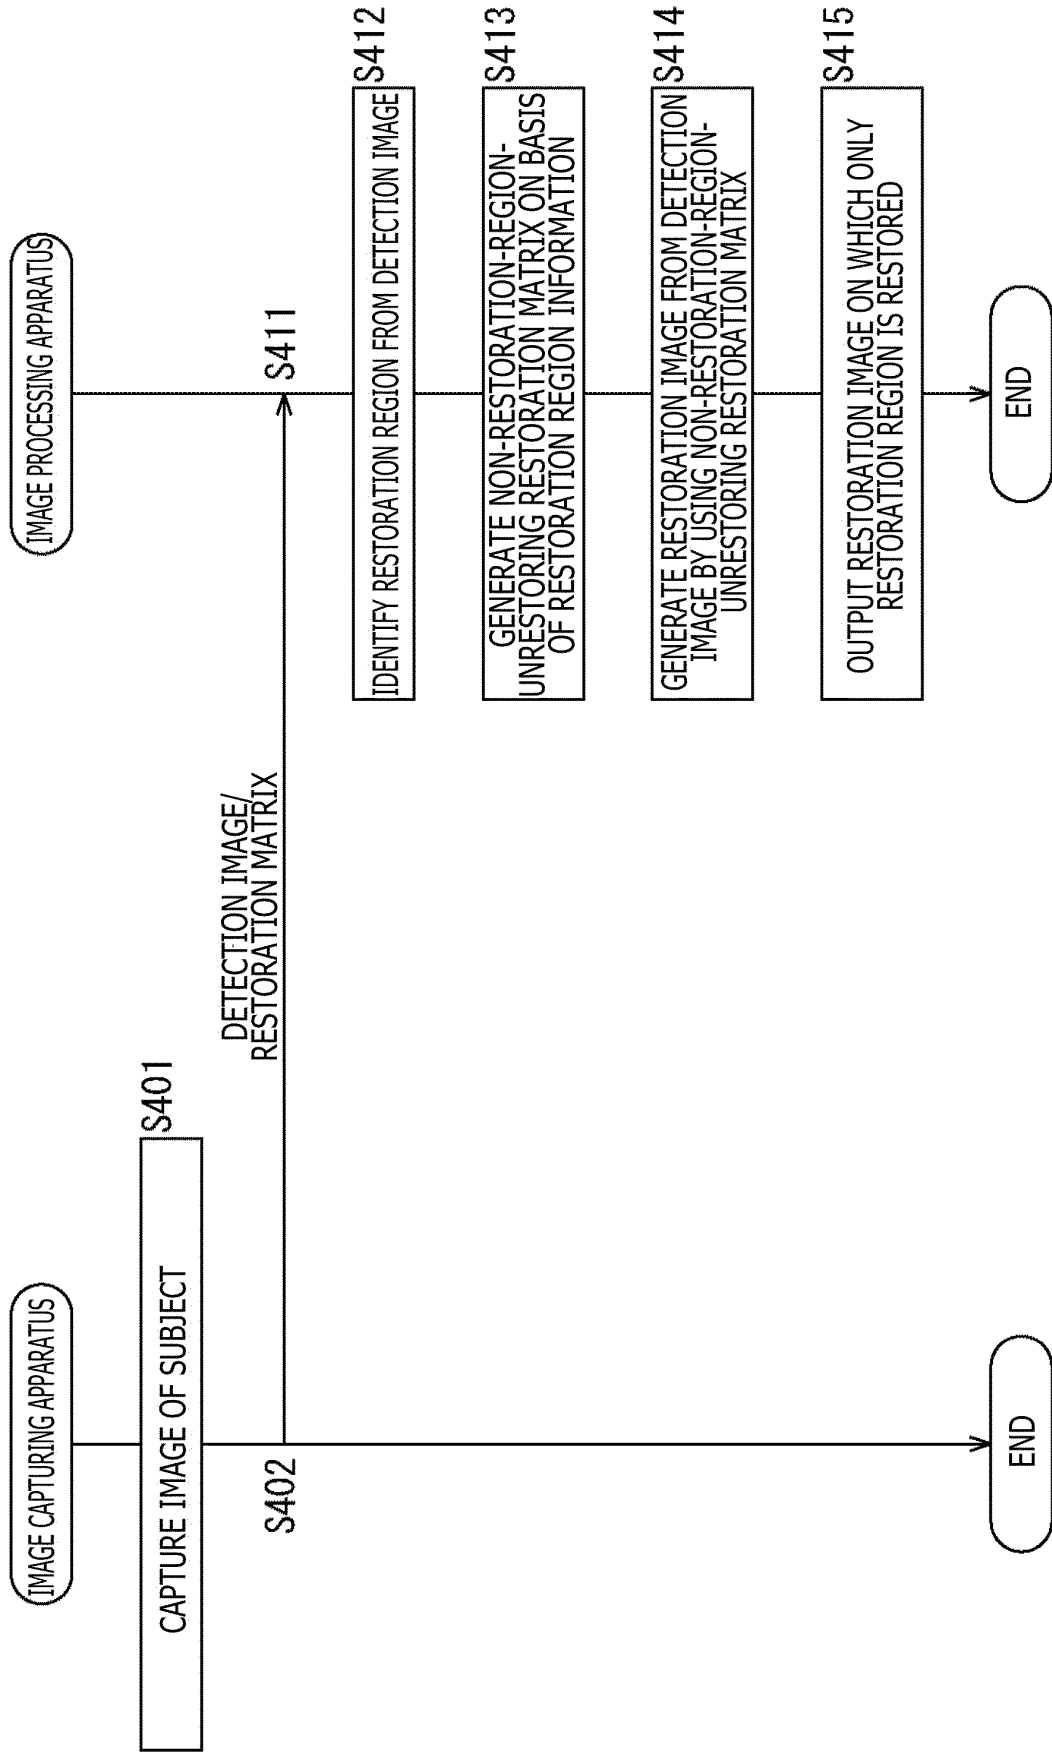 IMAGE CAPTURING APPARATUS
IMAGE PROCESSING APPARATUS
S401
CAPTURE IMAGE OF SUBJECT
S402
DETECTION IMAGE/
RESTORATION MATRIX
S411
S412
IDENTIFY RESTORATION REGION FROM DETECTION IMAGE
S413
GENERATE NON-RESTORATION-REGION-
UNRESTORING RESTORATION MATRIX ON BASIS
OF RESTORATION REGION INFORMATION
S414
GENERATE RESTORATION IMAGE FROM DETECTION
IMAGE BY USING NON-RESTORATION-REGION-
UNRESTORING RESTORATION MATRIX
S415
OUTPUT RESTORATION IMAGE ON WHICH ONLY
RESTORATION REGION IS RESTORED
END
END